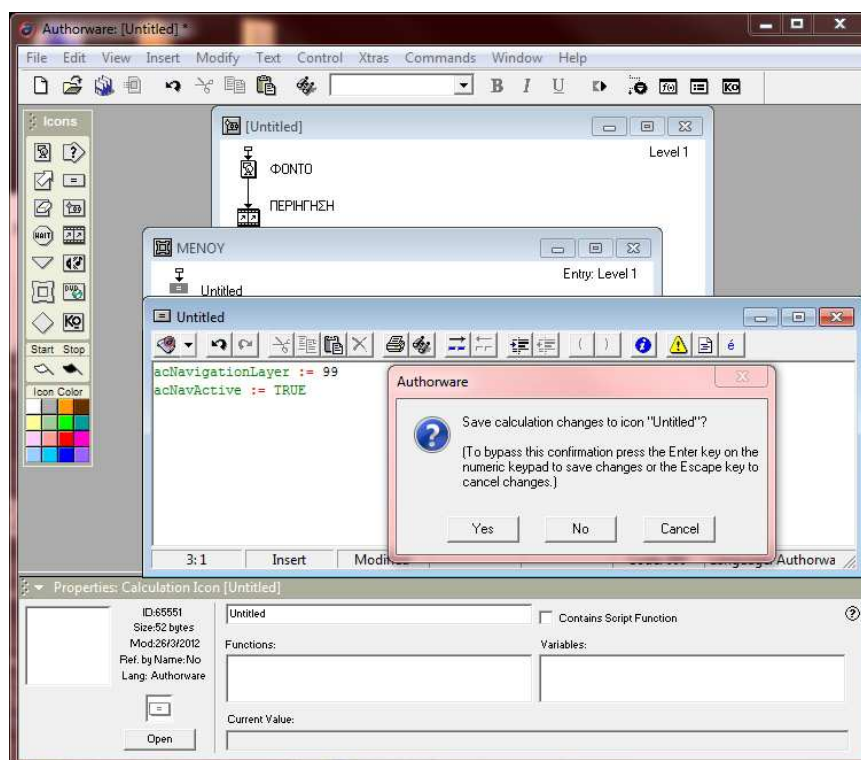 Authorware: [Untitled] *
File Edit View Insert Modify Text Control Xtras Commands Window Help
B I U
Icons
[Untitled]
Level 1
ΦΟΝΤΟ
ΠΕΡΙΗΓΗΣΗ
WAIT
DVD
KO
Start Stop
Icon Color
ΜΕΝΟΥ
Entry: Level 1
Untitled
Untitled
acNavigationLayer := 99
acNavActive := TRUE
Authorware
Save calculation changes to icon "Untitled"?
(To bypass this confirmation press the Enter key on the
numeric keypad to save changes or the Escape key to
cancel changes.)
Yes No Cancel
3: 1 Insert Authorwa
Properties: Calculation Icon [Untitled]
ID:65551
Size:52 bytes
Mod:26/3/2012
Ref. by Name:No
Lang: Authorware
Open
Untitled
Contains Script Function
Functions:
Variables:
Current Value: